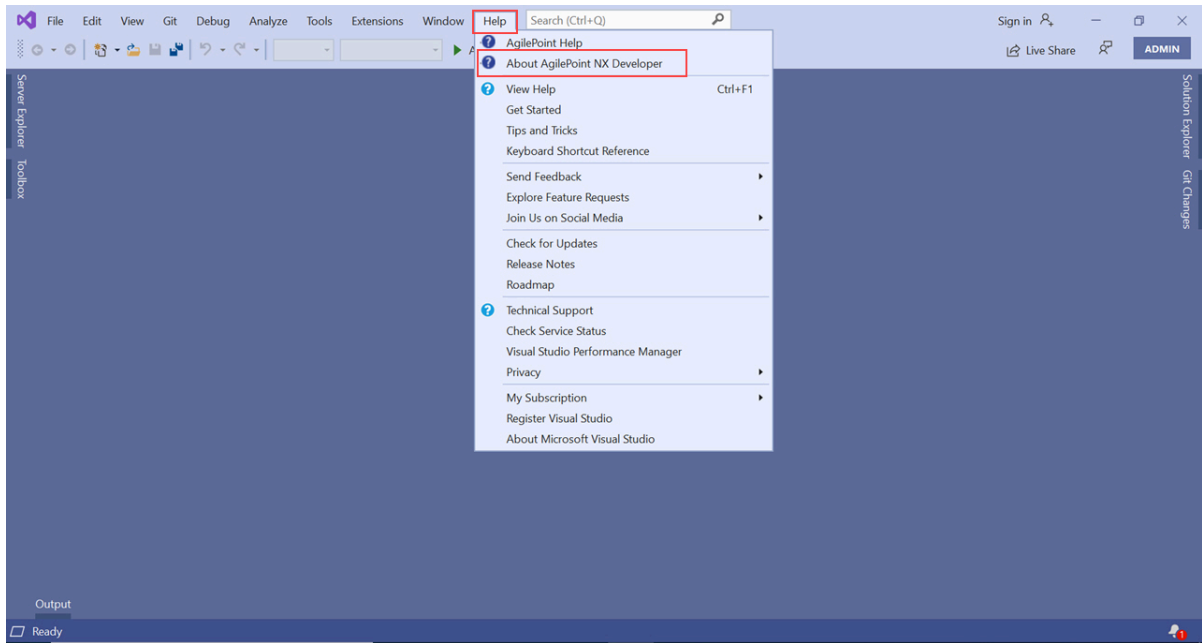 File Edit View Git Debug Analyze Tools Extensions Window Help Search (Ctrl+Q) Sign in
Live Share ADMIN
Server Explorer
Toolbox
AgilePoint Help
About AgilePoint NX Developer
View Help Ctrl+F1
Get Started
Tips and Tricks
Keyboard Shortcut Reference
Send Feedback
Explore Feature Requests
Join Us on Social Media
Check for Updates
Release Notes
Roadmap
Technical Support
Check Service Status
Visual Studio Performance Manager
Privacy
My Subscription
Register Visual Studio
About Microsoft Visual Studio
Solution Explorer
Git Changes
Output
Ready 1